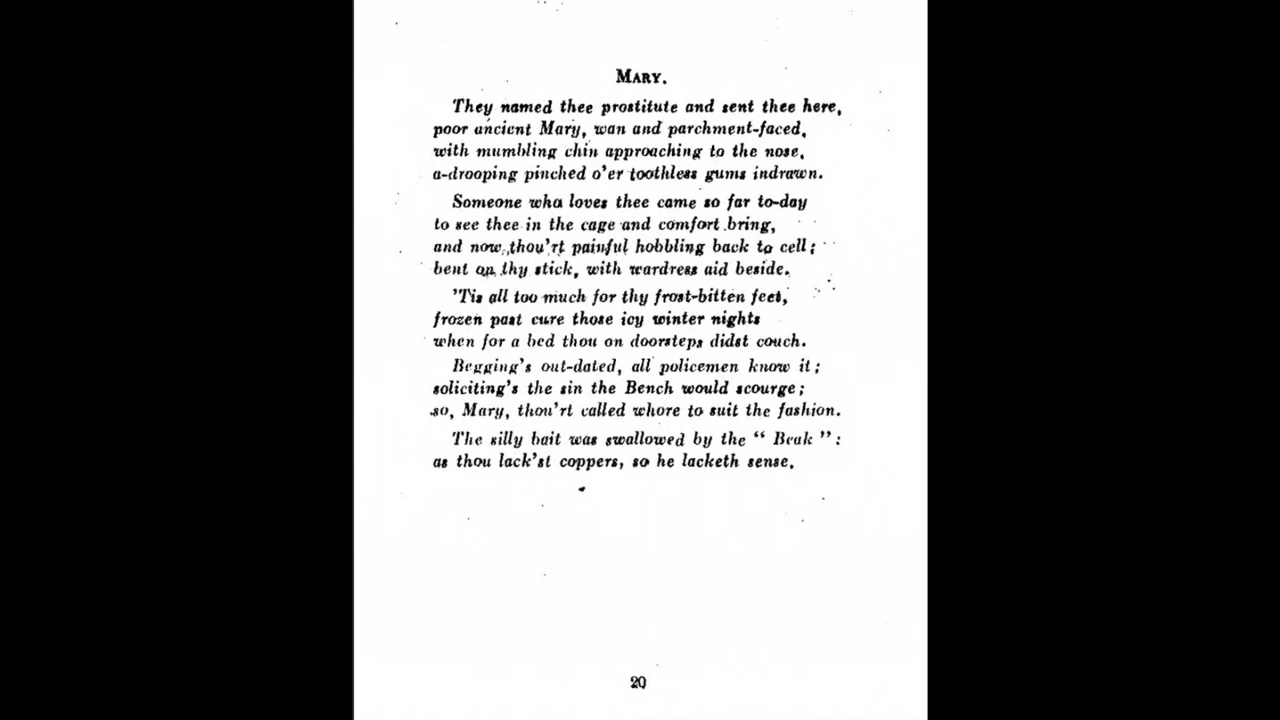 MARY.
They named thee prostitute and sent thee here,
poor ancient Mary, wan and parchment-faced,
with mumbling chin approaching to the nose,
a-drooping pinched o'er toothless gums indrawn.
Someone who loves thee came so far to-day
to see thee in the cage and comfort bring,
and now thou'rt painful hobbling back to cell;
bent on thy stick, with wardress aid beside.
'Tis all too much for thy frost-bitten feet,
frozen past cure those icy winter nights
when for a bed thou on doorsteps didst couch.
Begging's out-dated, all policemen know it;
soliciting's the sin the Bench would scourge;
so, Mary, thou'rt called whore to suit the fashion.
The silly bait was swallowed by the “ Beak ”:
as thou lack'st coppers, so he lacketh sense.
20